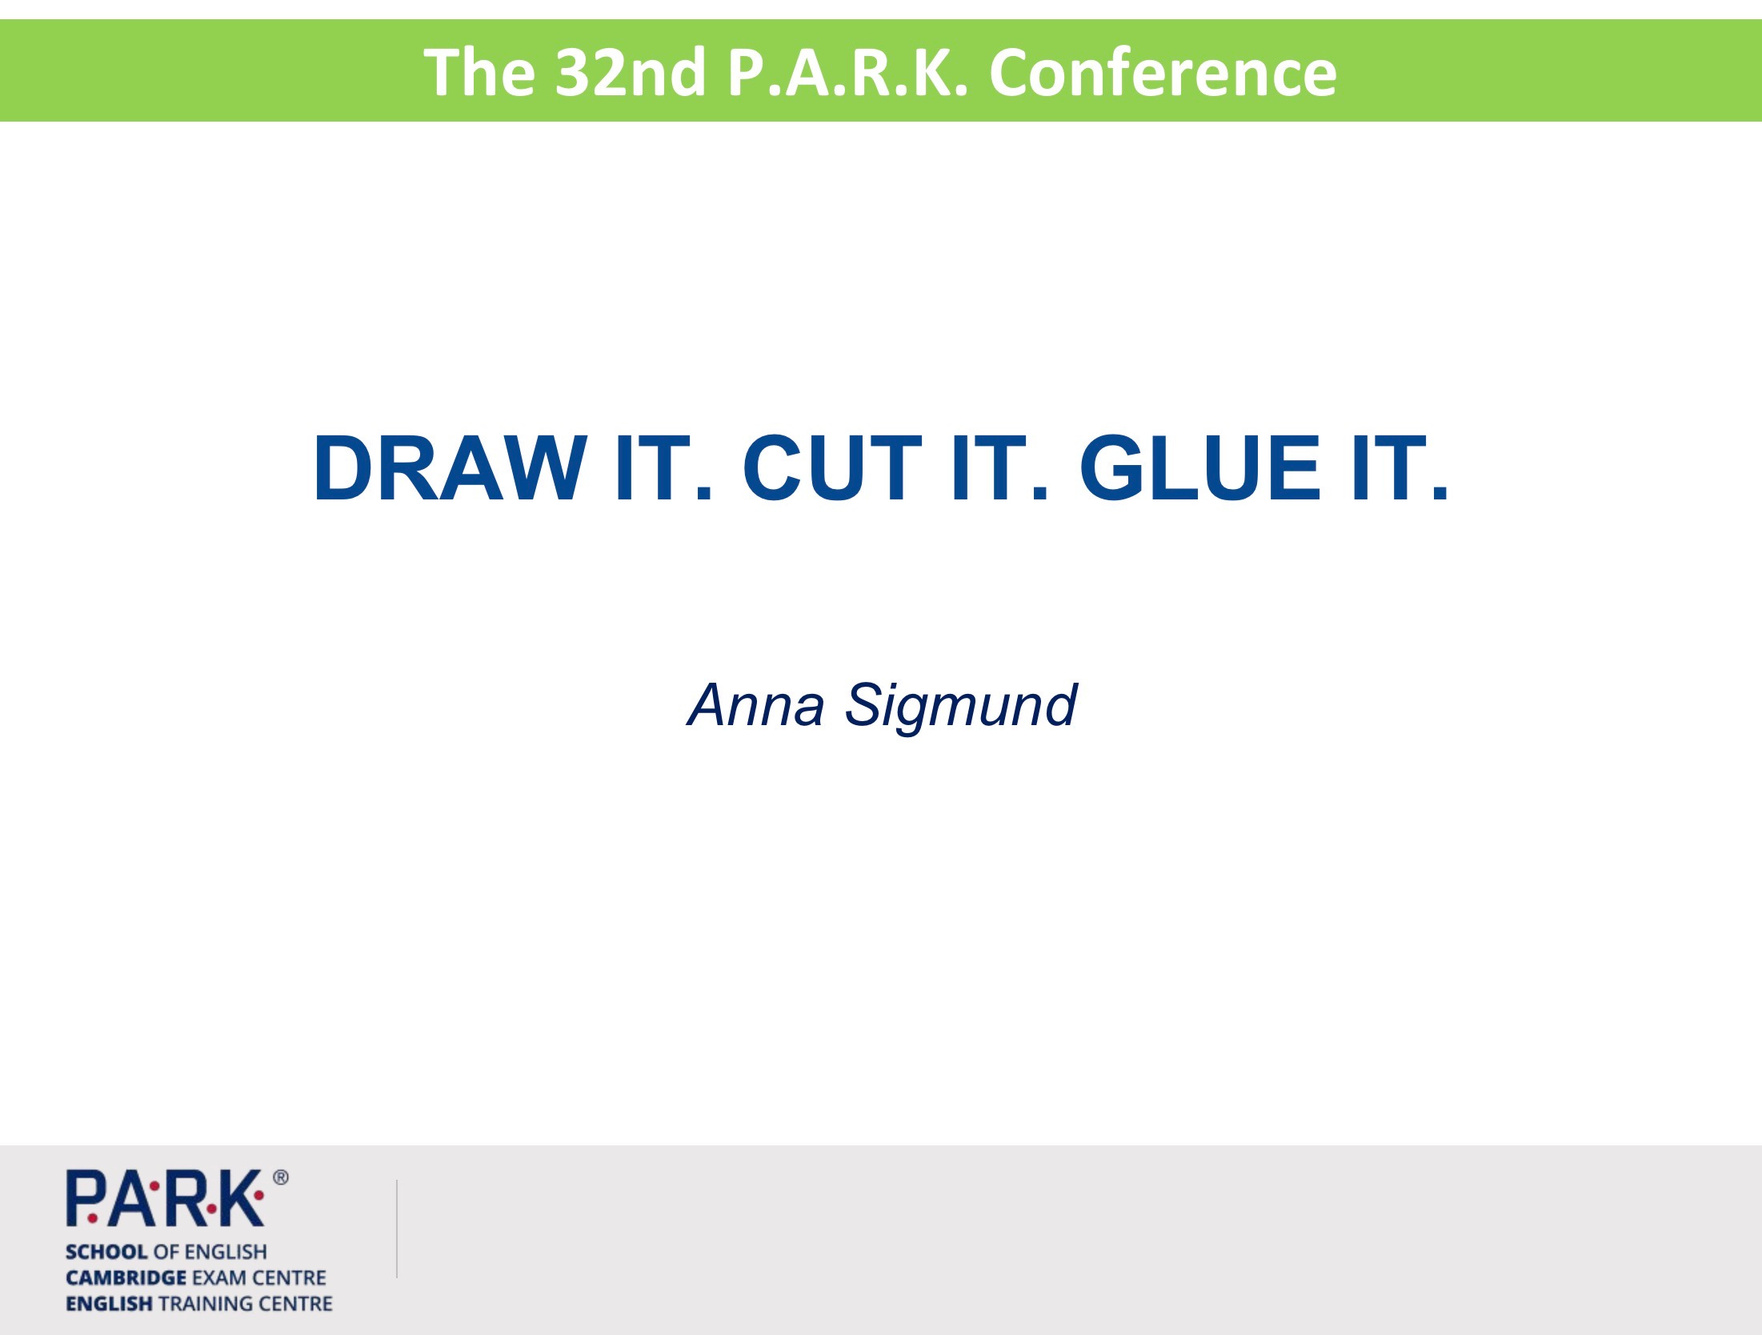 The 32nd P.A.R.K. Conference
DRAW IT. CUT IT. GLUE IT.
Anna Sigmund
P.A.R.K.®
SCHOOL OF ENGLISH
CAMBRIDGE EXAM CENTRE
ENGLISH TRAINING CENTRE